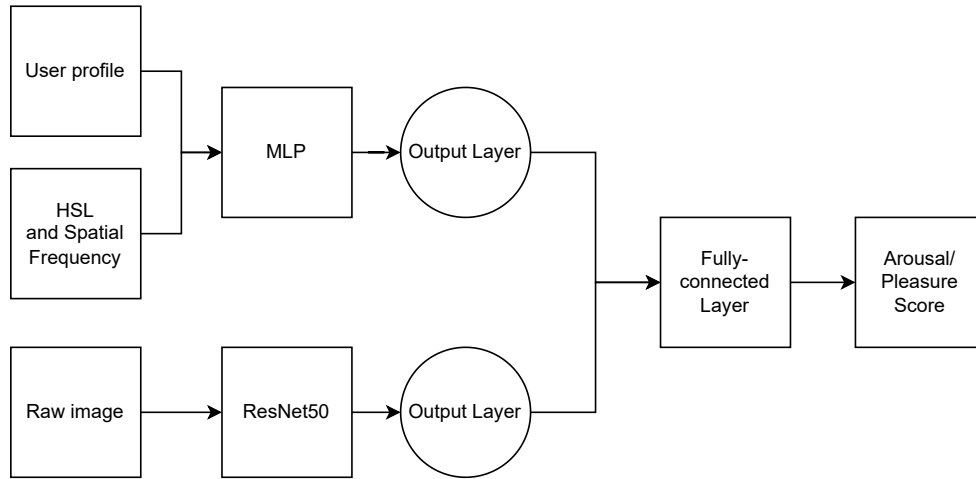 User profile
HSL
and Spatial
Frequency
MLP
Output Layer
Raw image
ResNet50
Output Layer
Fully-
connected
Layer
Arousal/
Pleasure
Score